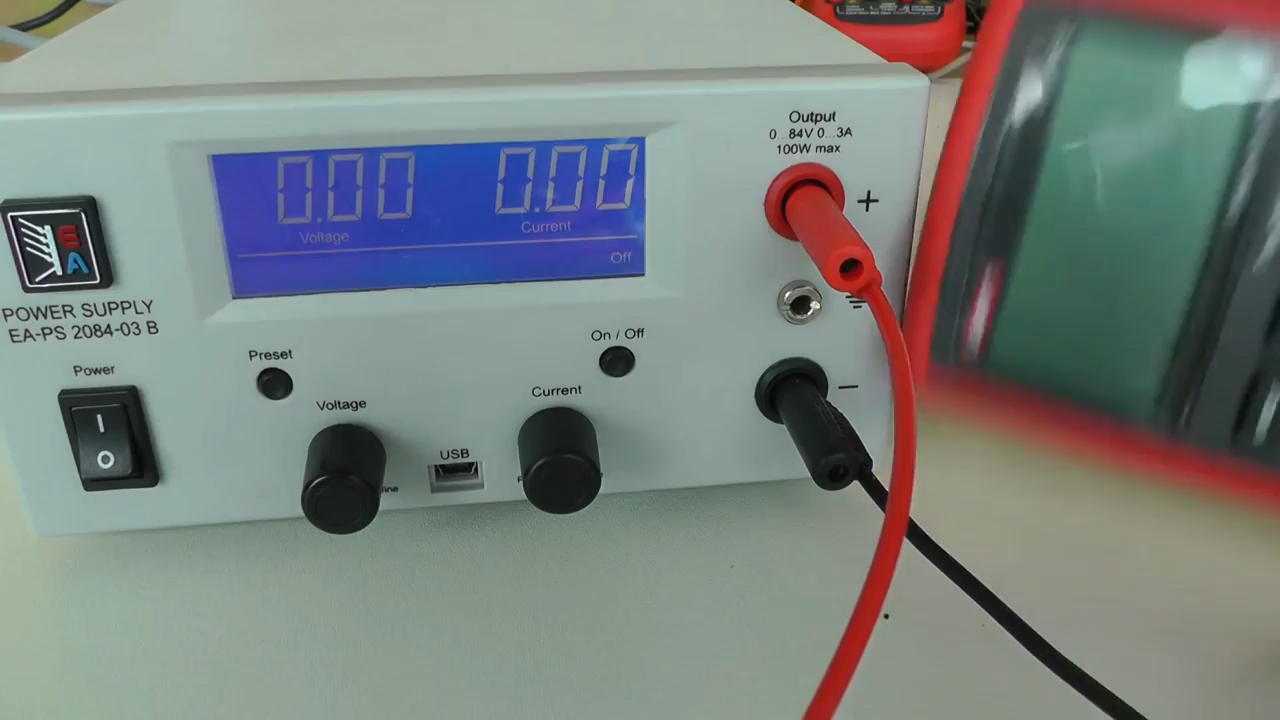 0.00 0.00
Voltage Current
Off
EA
POWER SUPPLY
EA-PS 2084-03 B
Power
I
O
Preset
Voltage
USB
Current
On / Off
Output
0...84V 0...3A
100W max
+
−